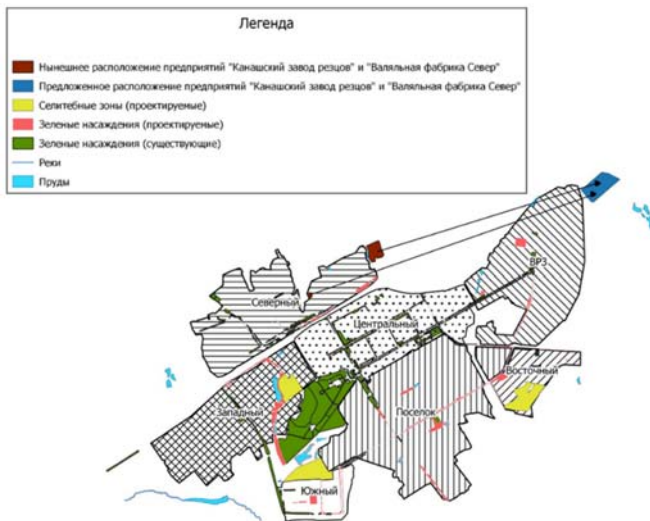 Легенда
Нынешнее расположение предприятий "Канашский завод резцов" и "Валяльная фабрика Север"
Предложенное расположение предприятий "Канашский завод резцов" и "Валяльная фабрика Север"
Селитебные зоны (проектируемые)
Зеленые насаждения (проектируемые)
Зеленые насаждения (существующие)
Реки
Пруды
ВРЗ
Северный
Центральный
Восточный
Западный
Поселок
Южный